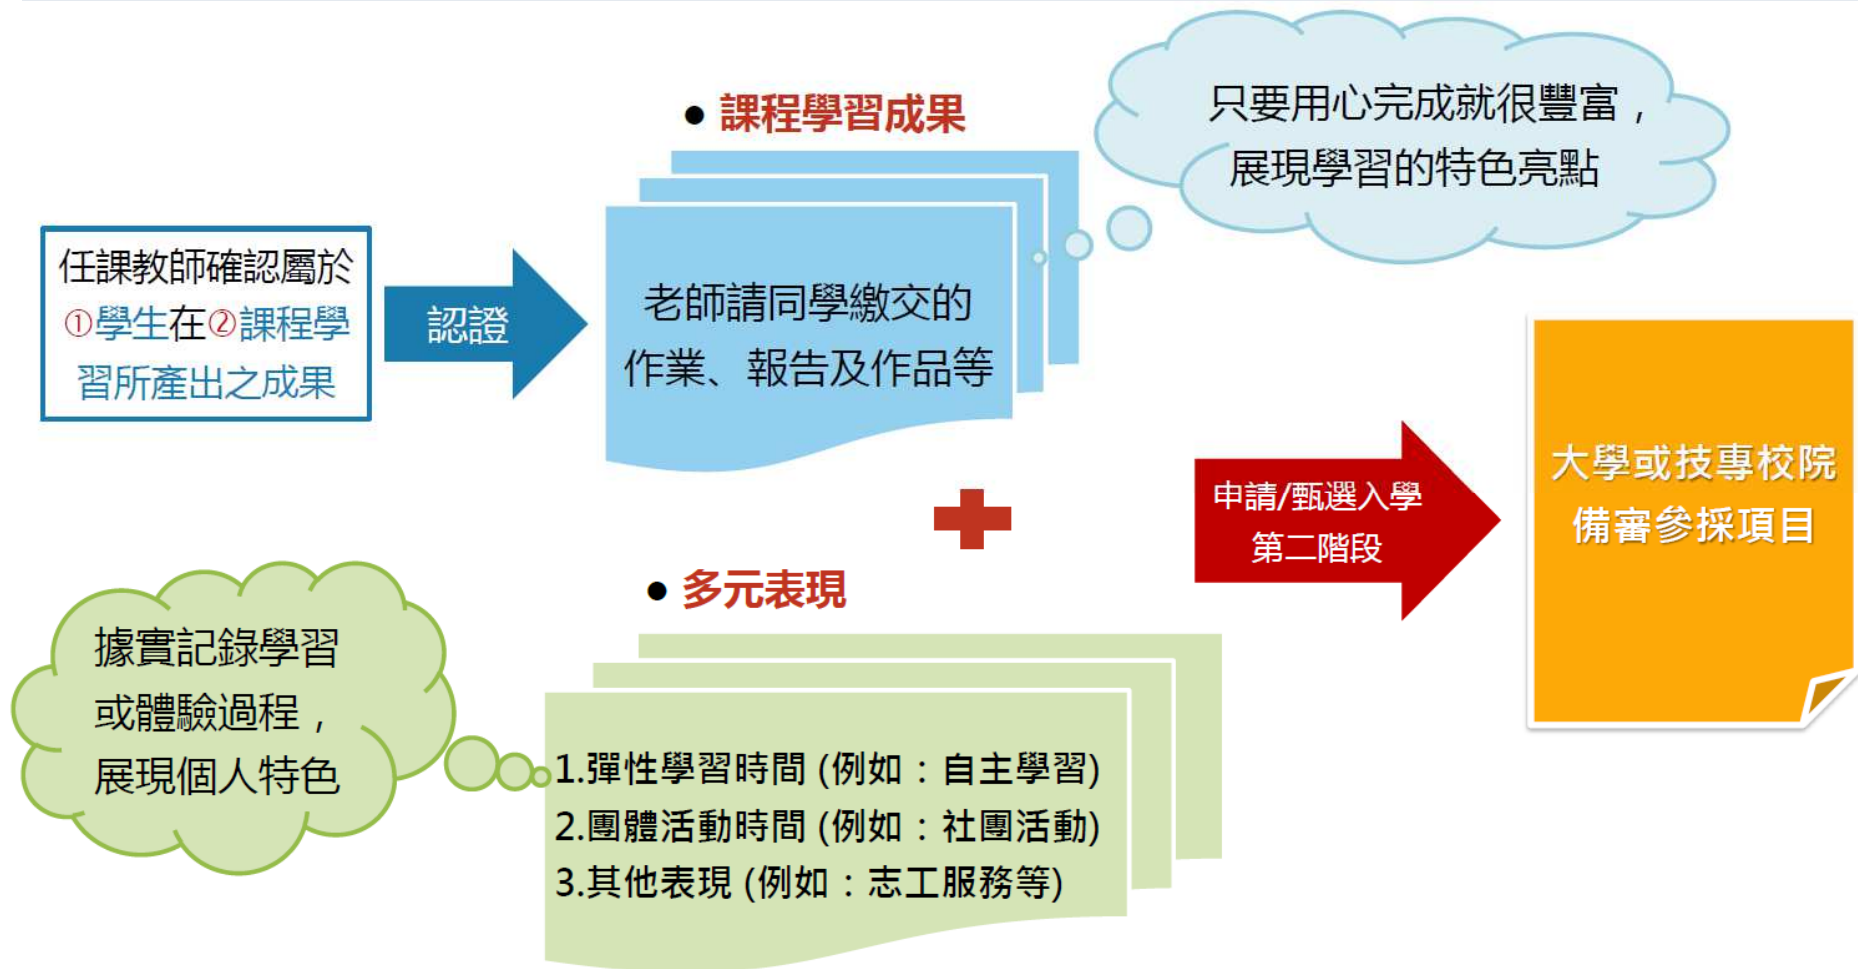 ● 課程學習成果
只要用心完成就很豐富，
展現學習的特色亮點
任課教師確認屬於
①學生在②課程學
習所產出之成果
認證
老師請同學繳交的
作業、報告及作品等
申請/甄選入學
第二階段
大學或技專校院
備審參採項目
● 多元表現
據實記錄學習
或體驗過程，
展現個人特色
1.彈性學習時間 (例如：自主學習)
2.團體活動時間 (例如：社團活動)
3.其他表現 (例如：志工服務等)